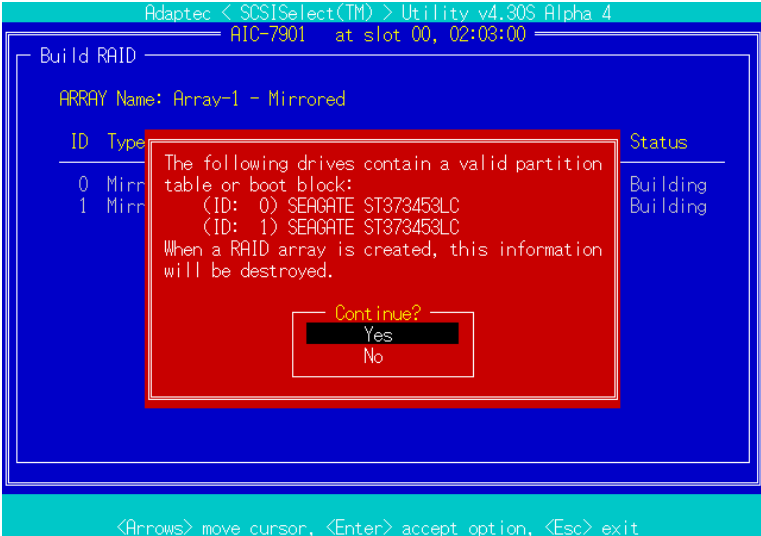 Adaptec < SCSISelect(TM) > Utility v4.30S Alpha 4
AIC-7901 at slot 00, 02:03:00
Build RAID
ARRAY Name: Array-1 - Mirrored
ID Type Status
0 Mirr Building
1 Mirr Building
The following drives contain a valid partition
table or boot block:
(ID: 0) SEAGATE ST373453LC
(ID: 1) SEAGATE ST373453LC
When a RAID array is created, this information
will be destroyed.
Continue?
Yes
No
<Arrows> move cursor, <Enter> accept option, <Esc> exit